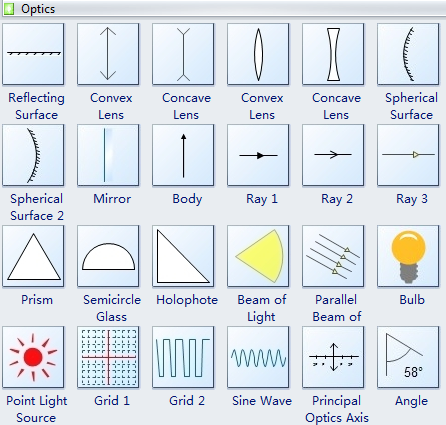 Optics
Reflecting Surface
Convex Lens
Concave Lens
Convex Lens
Concave Lens
Spherical Surface
Spherical Surface 2
Mirror
Body
Ray 1
Ray 2
Ray 3
Prism
Semicircle Glass
Holophote
Beam of Light
Parallel Beam of
Bulb
58°
Point Light Source
Grid 1
Grid 2
Sine Wave
Principal Optics Axis
Angle